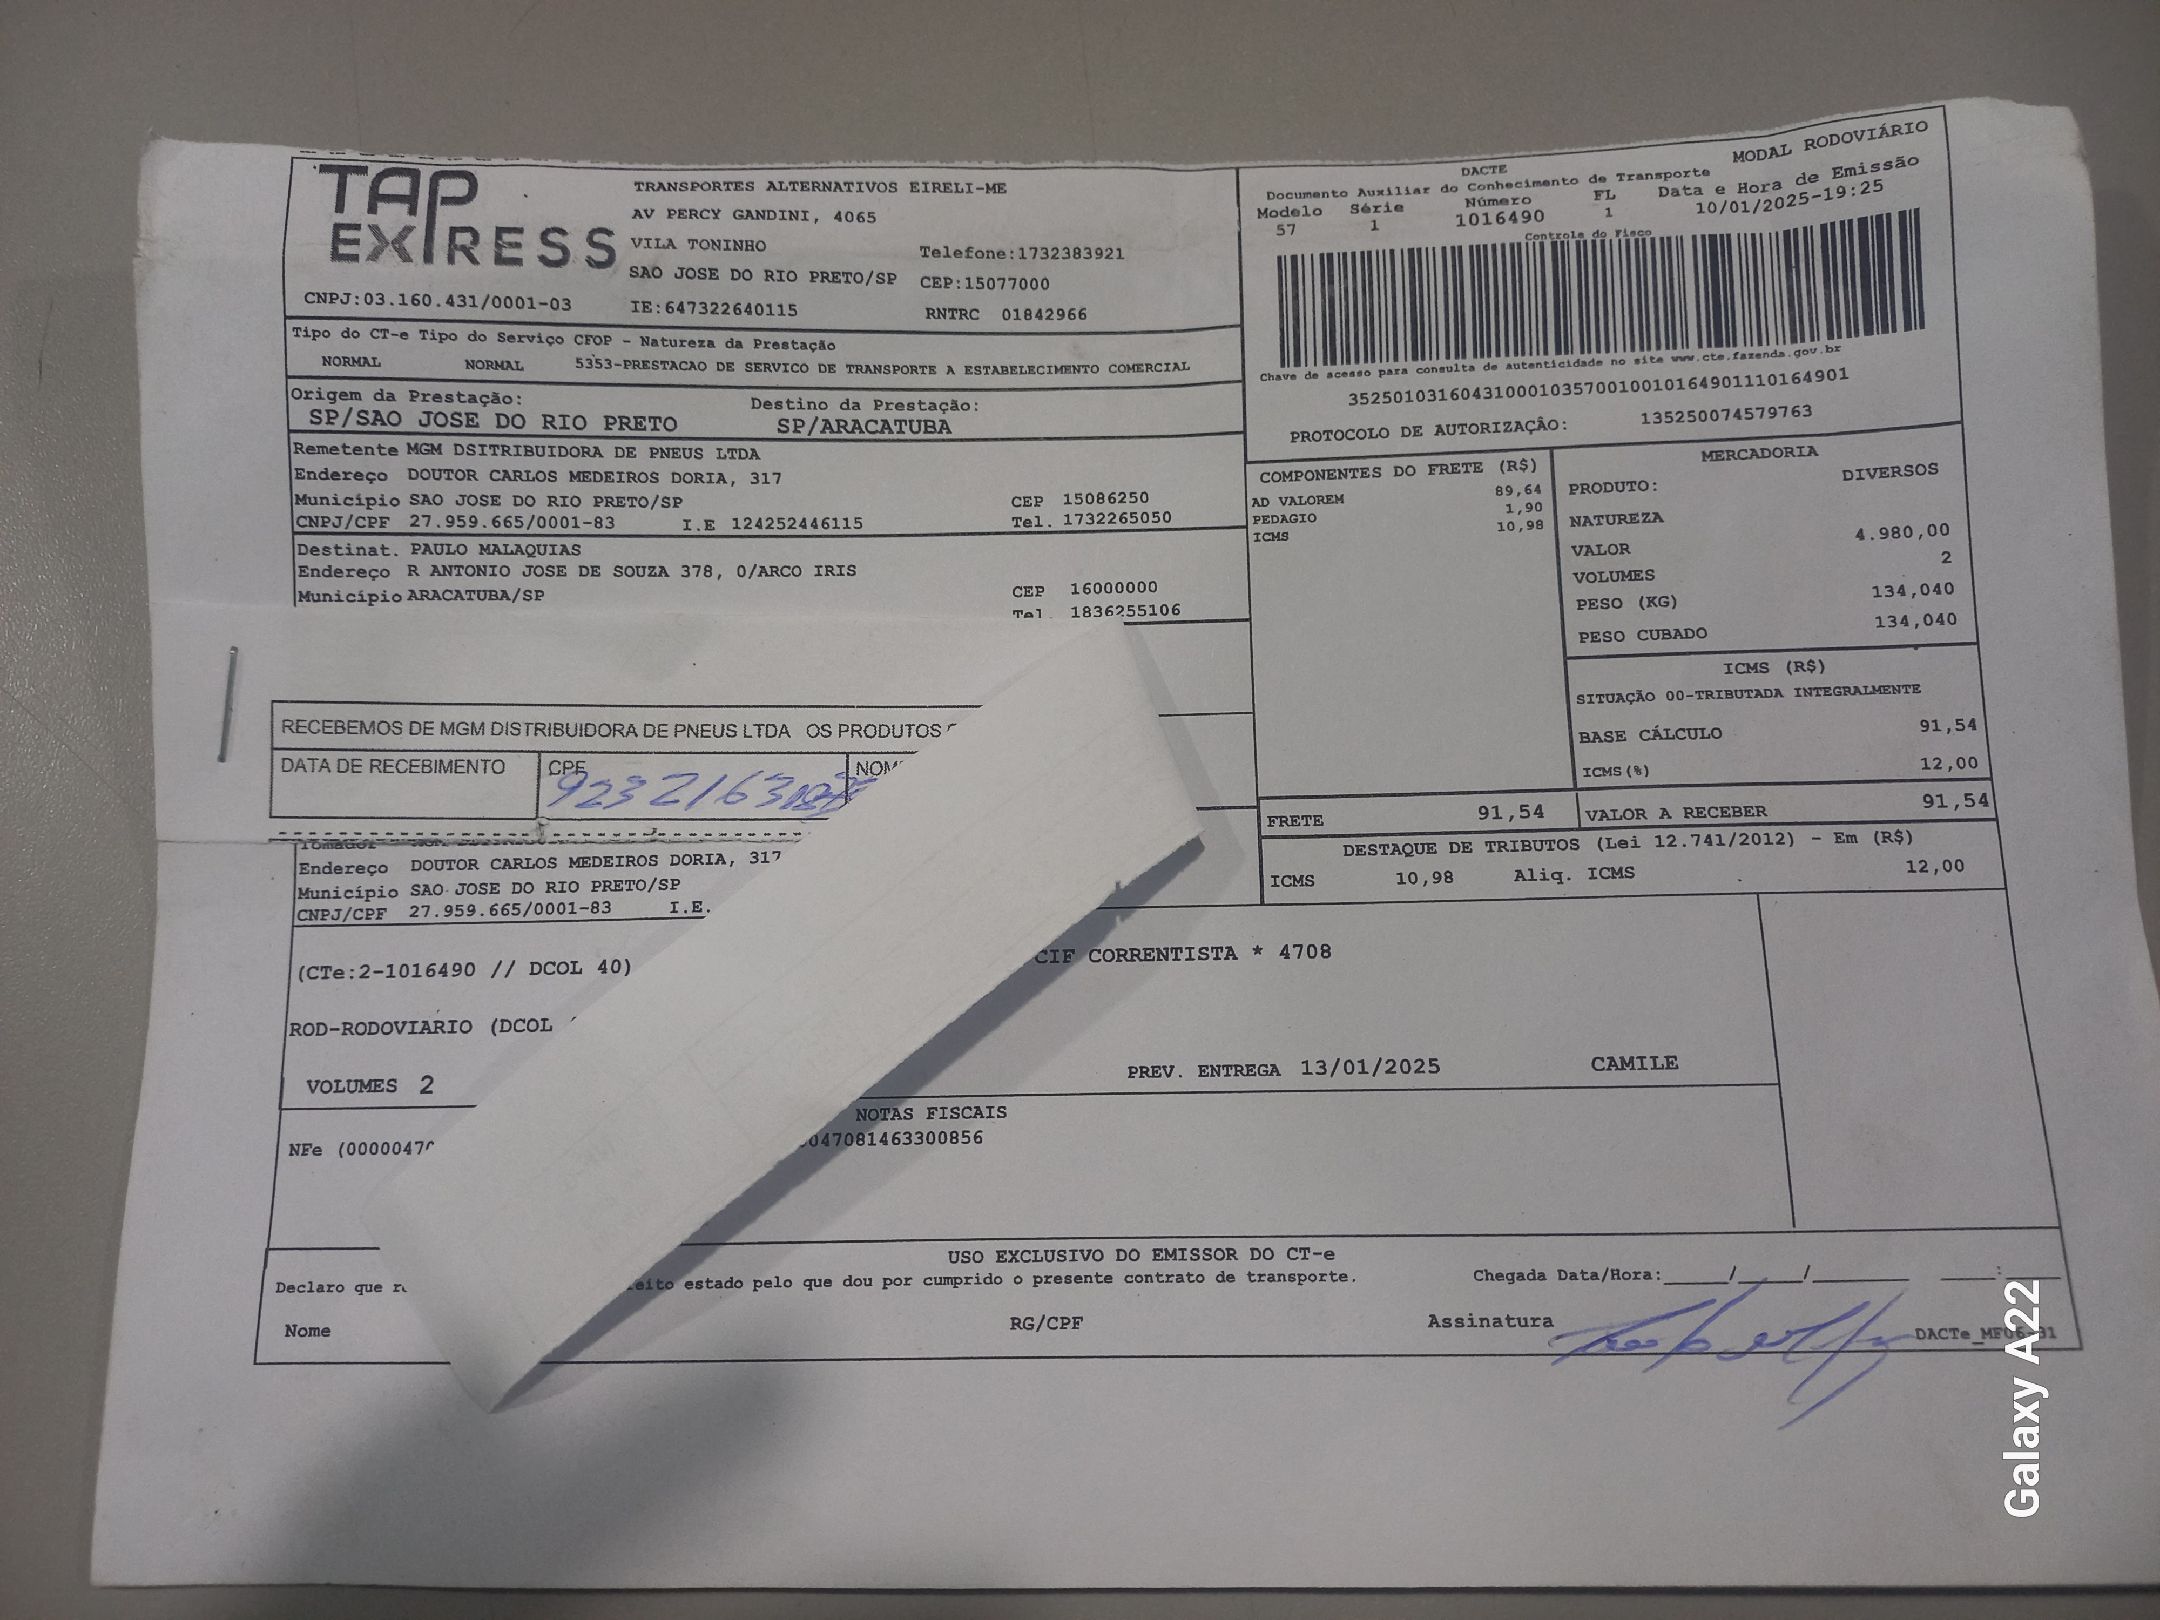 TAP EXPRESS
TRANSPORTES ALTERNATIVOS EIRELI-ME
AV PERCY GANDINI, 4065
VILA TONINHO
Telefone:1732383921
SAO JOSE DO RIO PRETO/SP CEP:15077000
CNPJ:03.160.431/0001-03 IE:647322640115 RNTRC 01842966
DACTE MODAL RODOVIÁRIO
Documento Auxiliar do Conhecimento de Transporte
Modelo Série Número FL Data e Hora de Emissão
57 1 1016490 1 10/01/2025-19:25
Controle do Fisco
Chave de acesso para consulta de autenticidade no site www.cte.fazenda.gov.br
35250103160431000103570010010164901110164901
PROTOCOLO DE AUTORIZAÇÃO: 135250074579763
Tipo do CT-e Tipo do Serviço CFOP - Natureza da Prestação
NORMAL NORMAL 5353-PRESTACAO DE SERVICO DE TRANSPORTE A ESTABELECIMENTO COMERCIAL
Origem da Prestação: Destino da Prestação:
SP/SAO JOSE DO RIO PRETO SP/ARACATUBA
Remetente MGM DSITRIBUIDORA DE PNEUS LTDA
Endereço DOUTOR CARLOS MEDEIROS DORIA, 317
Município SAO JOSE DO RIO PRETO/SP CEP 15086250
CNPJ/CPF 27.959.665/0001-83 I.E 124252446115 Tel. 1732265050
Destinat. PAULO MALAQUIAS
Endereço R ANTONIO JOSE DE SOUZA 378, 0/ARCO IRIS
Município ARACATUBA/SP CEP 16000000
Tel. 1836255106
COMPONENTES DO FRETE (R$)
AD VALOREM 89,64
PEDAGIO 1,90
ICMS 10,98
MERCADORIA
PRODUTO: DIVERSOS
NATUREZA
VALOR 4.980,00
VOLUMES 2
PESO (KG) 134,040
PESO CUBADO 134,040
ICMS (R$)
SITUAÇÃO 00-TRIBUTADA INTEGRALMENTE
BASE CÁLCULO 91,54
ICMS(%) 12,00
FRETE 91,54 VALOR A RECEBER 91,54
DESTAQUE DE TRIBUTOS (Lei 12.741/2012) - Em (R$)
ICMS 10,98 Aliq. ICMS 12,00
RECEBEMOS DE MGM DISTRIBUIDORA DE PNEUS LTDA OS PRODUTOS
DATA DE RECEBIMENTO CPF
Endereço DOUTOR CARLOS MEDEIROS DORIA, 317
Município SAO JOSE DO RIO PRETO/SP
CNPJ/CPF 27.959.665/0001-83 I.E.
(CTe:2-1016490 // DCOL 40) CIF CORRENTISTA * 4708
ROD-RODOVIARIO (DCOL
VOLUMES 2 PREV. ENTREGA 13/01/2025 CAMILE
NOTAS FISCAIS
NFe (0000047 047081463300856
USO EXCLUSIVO DO EMISSOR DO CT-e
Declaro que estado pelo que dou por cumprido o presente contrato de transporte. Chegada Data/Hora:____/____/______ ____:____
Nome RG/CPF Assinatura
Galaxy A22